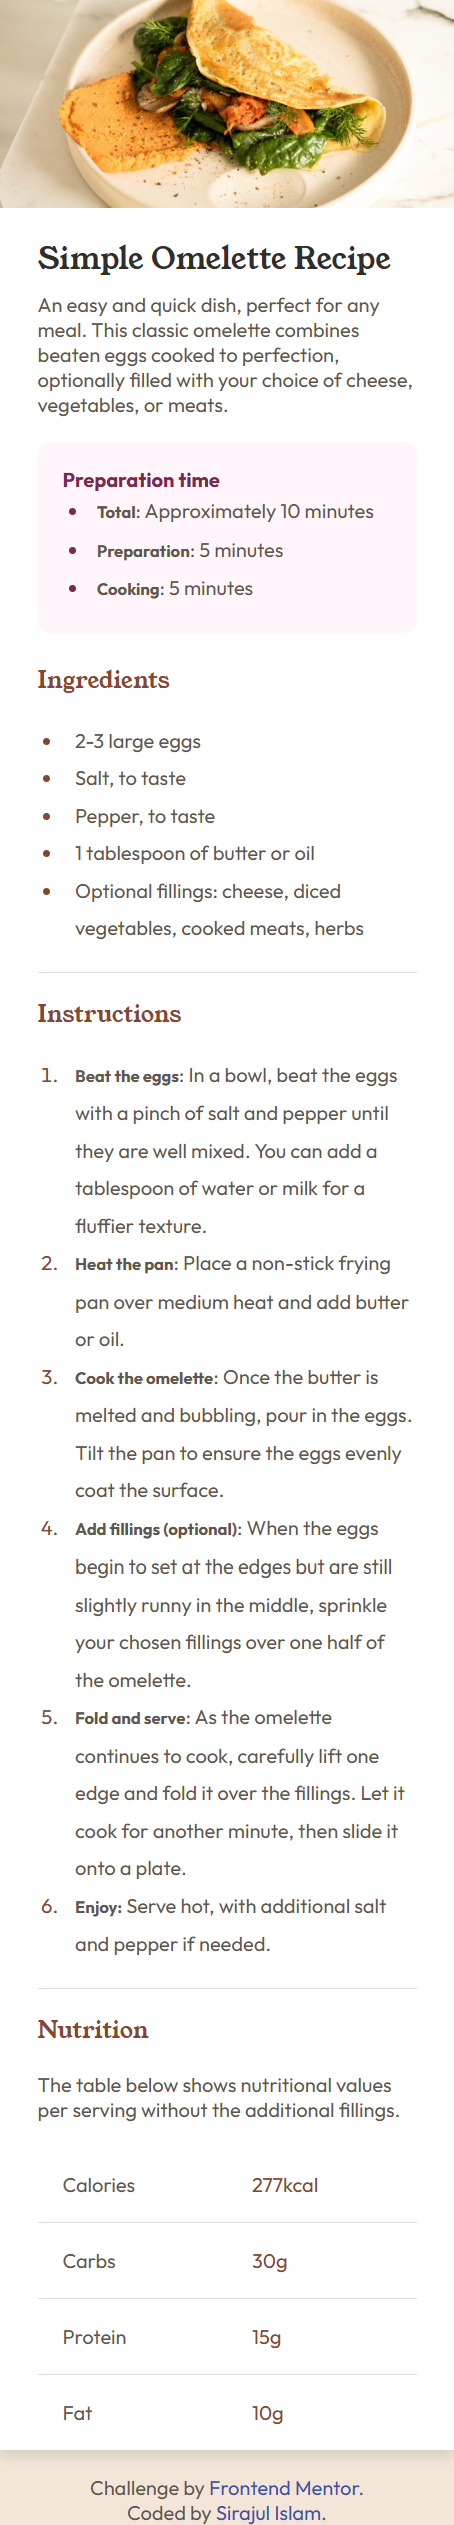 Simple Omelette Recipe
An easy and quick dish, perfect for any
meal. This classic omelette combines
beaten eggs cooked to perfection,
optionally filled with your choice of cheese,
vegetables, or meats.
Preparation time
• Total: Approximately 10 minutes
• Preparation: 5 minutes
• Cooking: 5 minutes
Ingredients
• 2-3 large eggs
• Salt, to taste
• Pepper, to taste
• 1 tablespoon of butter or oil
• Optional fillings: cheese, diced
vegetables, cooked meats, herbs
Instructions
1. Beat the eggs: In a bowl, beat the eggs
with a pinch of salt and pepper until
they are well mixed. You can add a
tablespoon of water or milk for a
fluffier texture.
2. Heat the pan: Place a non-stick frying
pan over medium heat and add butter
or oil.
3. Cook the omelette: Once the butter is
melted and bubbling, pour in the eggs.
Tilt the pan to ensure the eggs evenly
coat the surface.
4. Add fillings (optional): When the eggs
begin to set at the edges but are still
slightly runny in the middle, sprinkle
your chosen fillings over one half of
the omelette.
5. Fold and serve: As the omelette
continues to cook, carefully lift one
edge and fold it over the fillings. Let it
cook for another minute, then slide it
onto a plate.
6. Enjoy: Serve hot, with additional salt
and pepper if needed.
Nutrition
The table below shows nutritional values
per serving without the additional fillings.
Calories 277kcal
Carbs 30g
Protein 15g
Fat 10g
Challenge by Frontend Mentor.
Coded by Sirajul Islam.